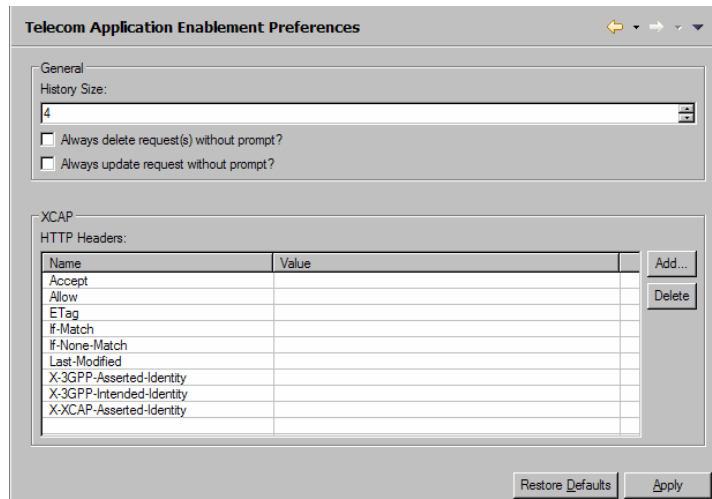 Telecom Application Enablement Preferences
General
History Size:
4
Always delete request(s) without prompt?
Always update request without prompt?
XCAP
HTTP Headers:
Name Value
Add...
Accept
Allow
Delete
ETag
If-Match
If-None-Match
Last-Modified
X-3GPP-Asserted-Identity
X-3GPP-Intended-Identity
X-XCAP-Asserted-Identity
Restore Defaults Apply